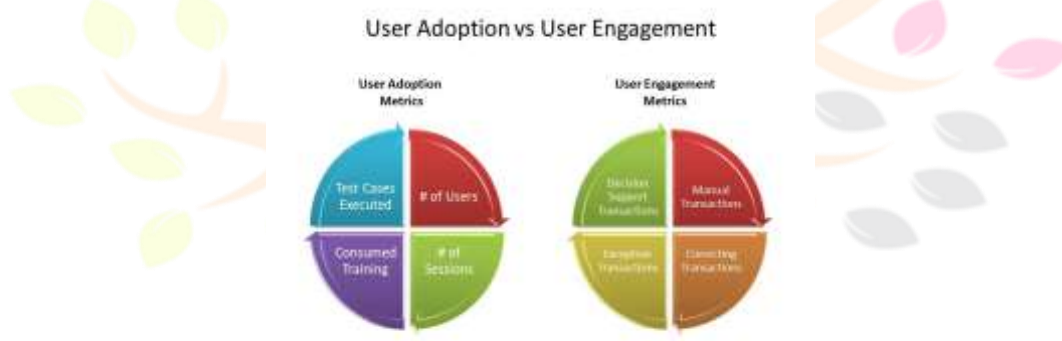 User Adoption vs User Engagement
User Adoption
Metrics
Test Cases
Executed
# of Users
Consumed
Training
# of
Sessions
User Engagement
Metrics
Decision
Support
Transactions
Manual
Transactions
Exception
Transactions
Correcting
Transactions